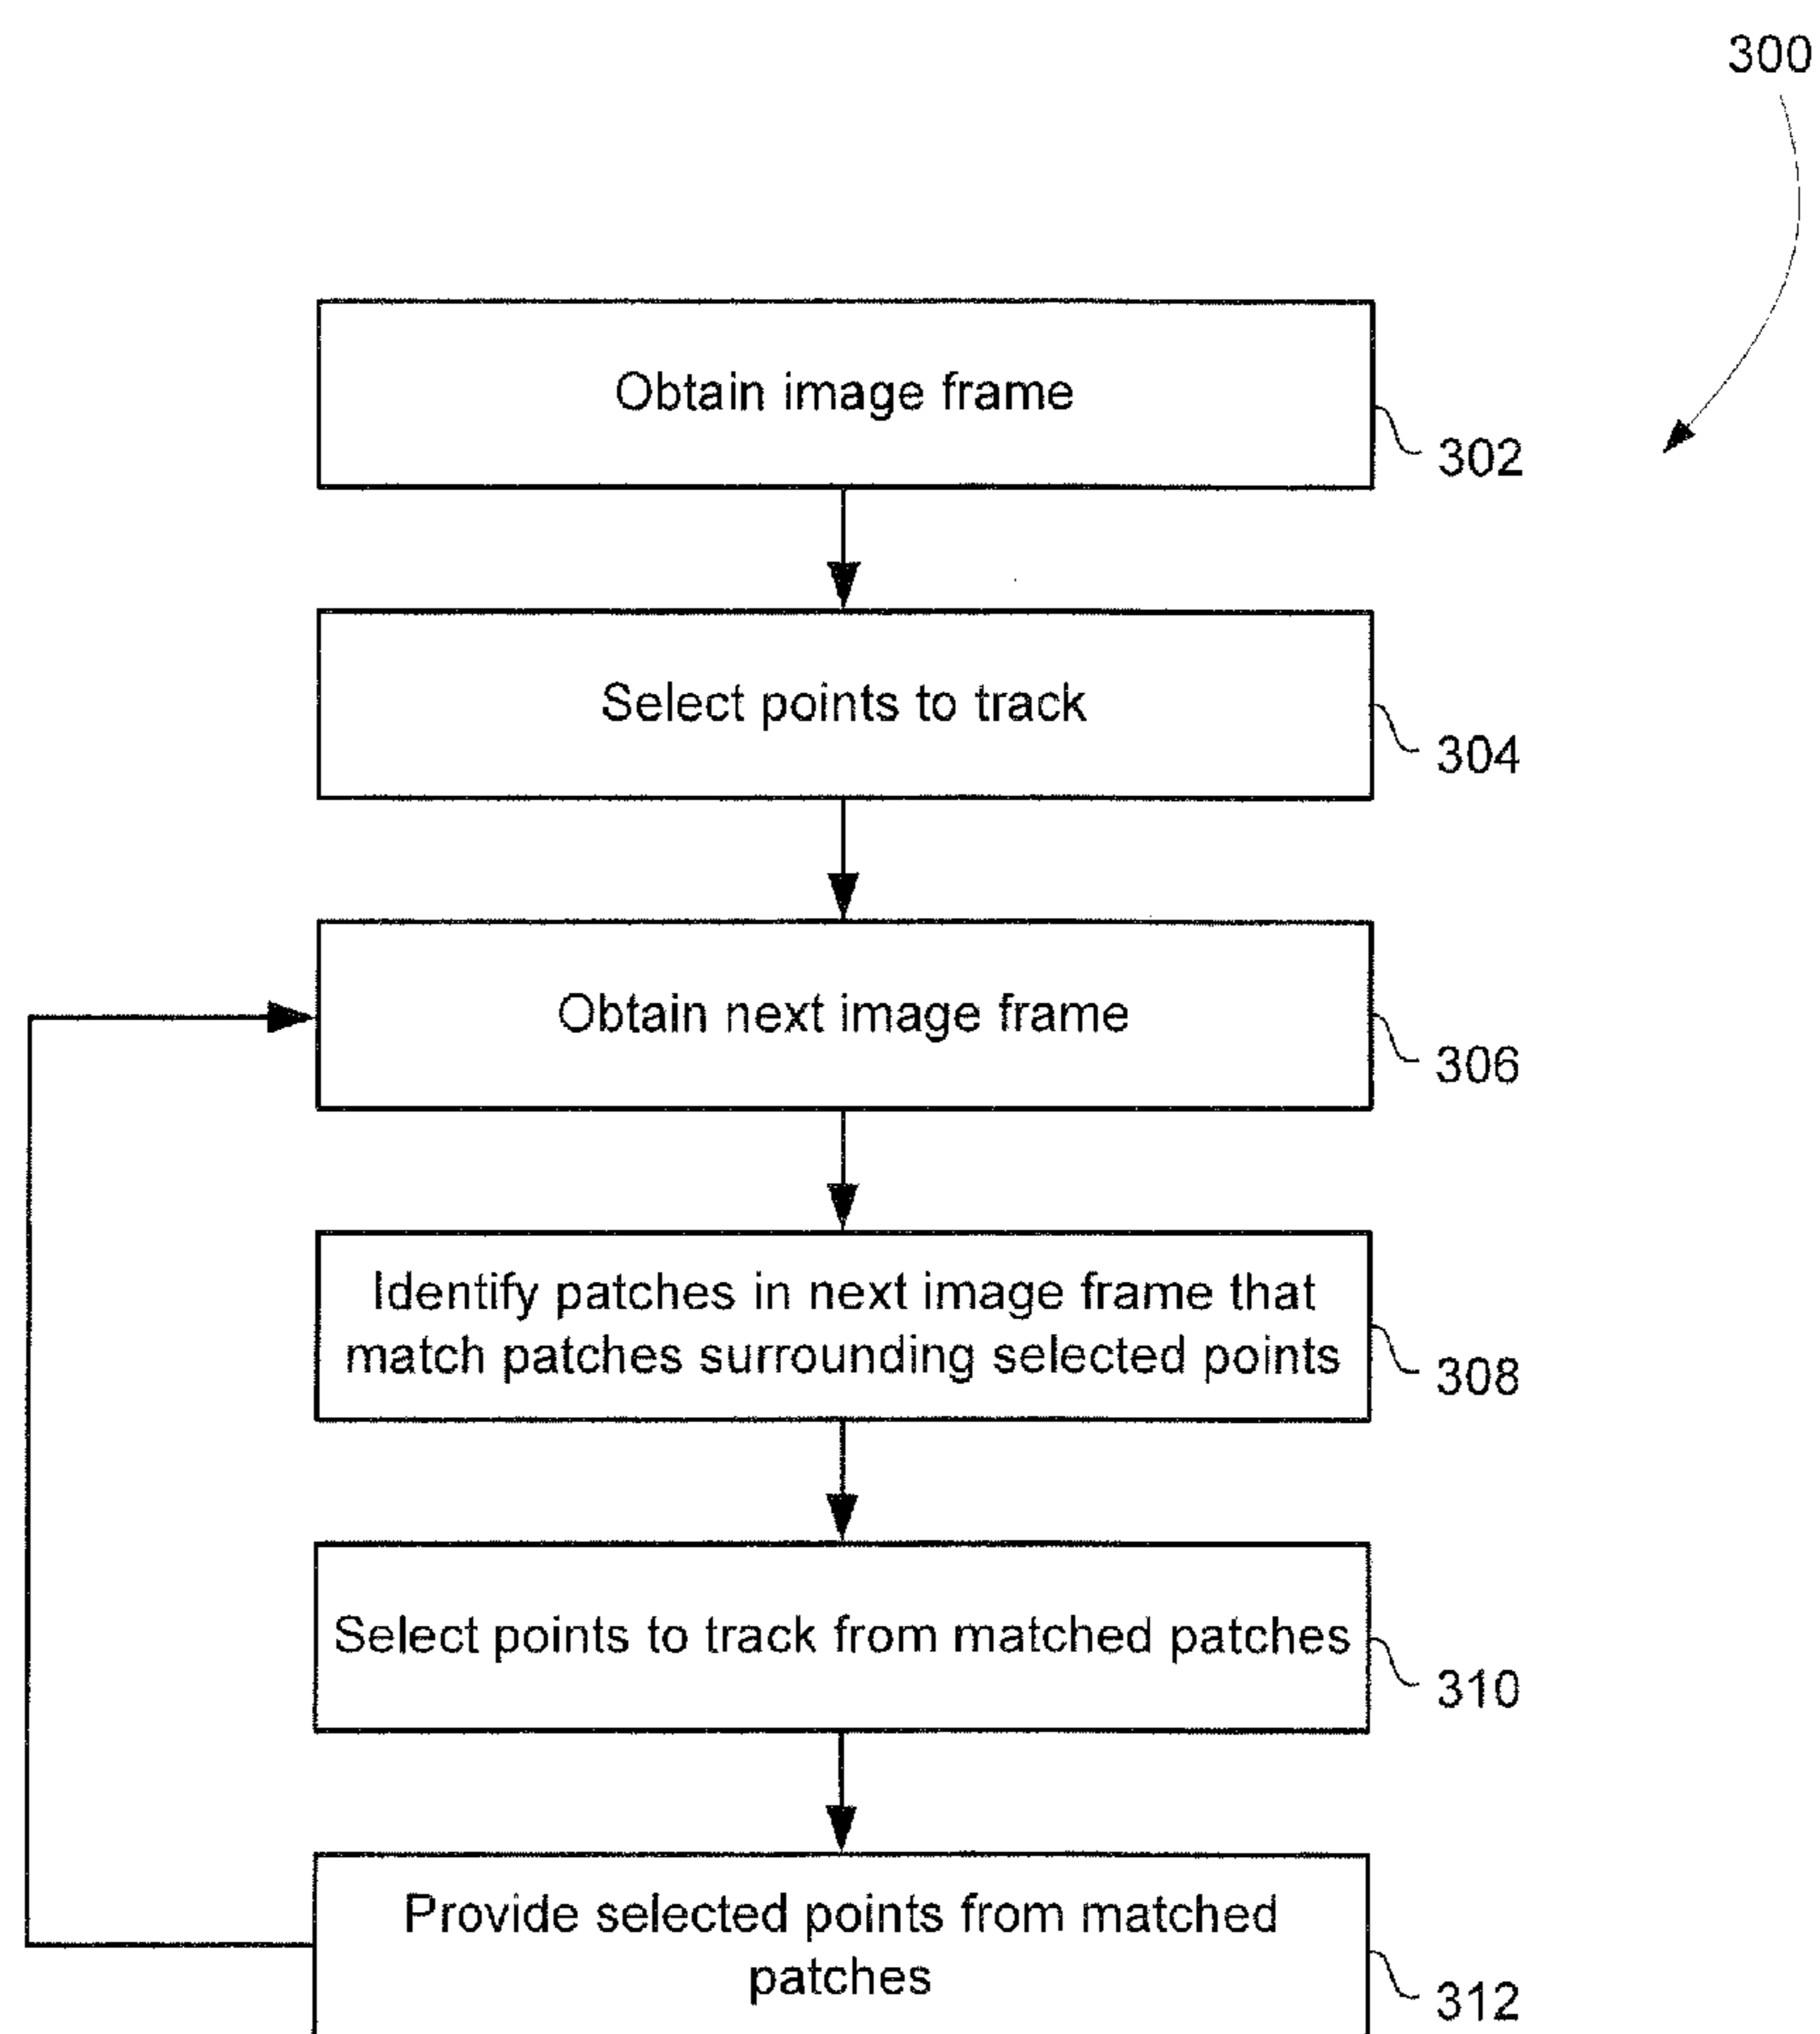 300
Obtain image frame
302
Select points to track
304
Obtain next image frame
306
Identify patches in next image frame that
match patches surrounding selected points
308
Select points to track from matched patches
310
Provide selected points from matched
patches
312